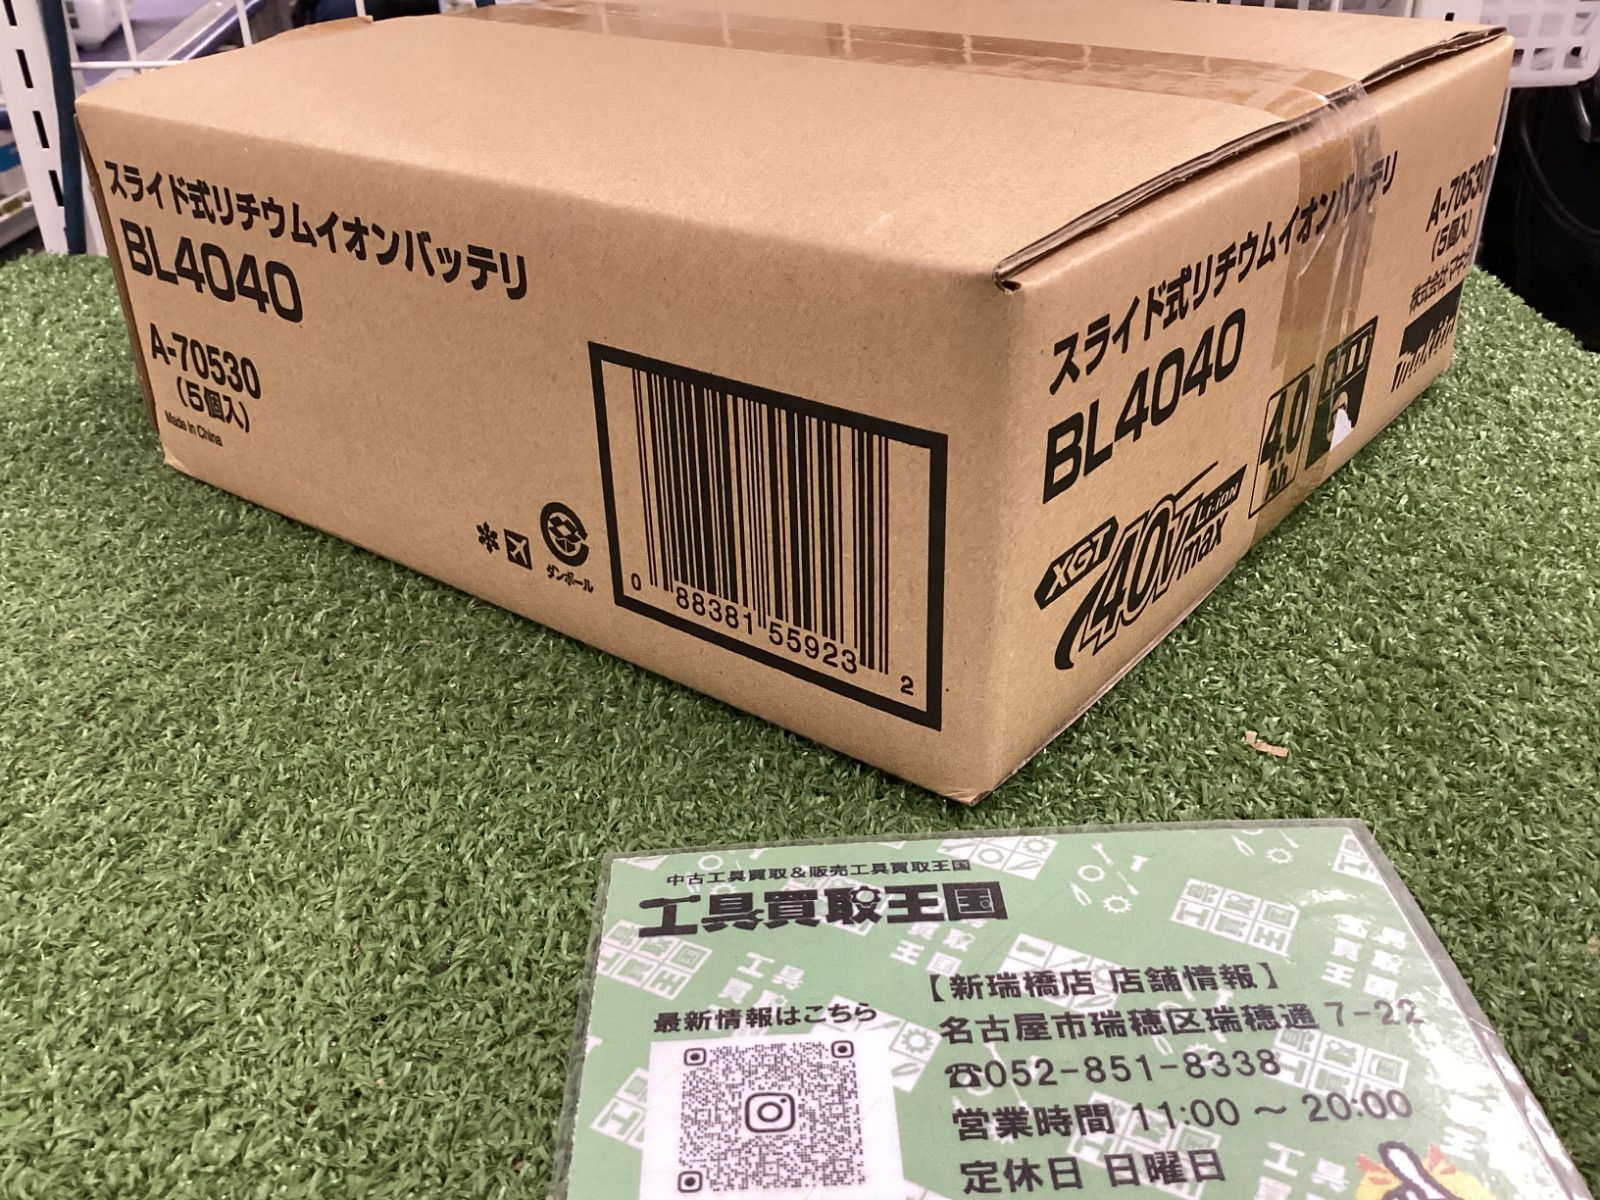 スライド式リチウムイオンバッテリ
BL4040
A-70530
(5個入)
Made in China
ダンボール
0 88381 55923 2
スライド式リチウムイオンバッテリ
BL4040
XGT 40Vmax Li-ion
4.0
Ah
A-70530
(5個入)
株式会社マキタ
makita
中古工具買取&販売工具買取王国
工具買取王国
最新情報はこちら
【新瑞橋店 店舗情報】
名古屋市瑞穂区瑞穂通 7-22
☎052-851-8338
営業時間 11:00 ～ 20:00
定休日 日曜日